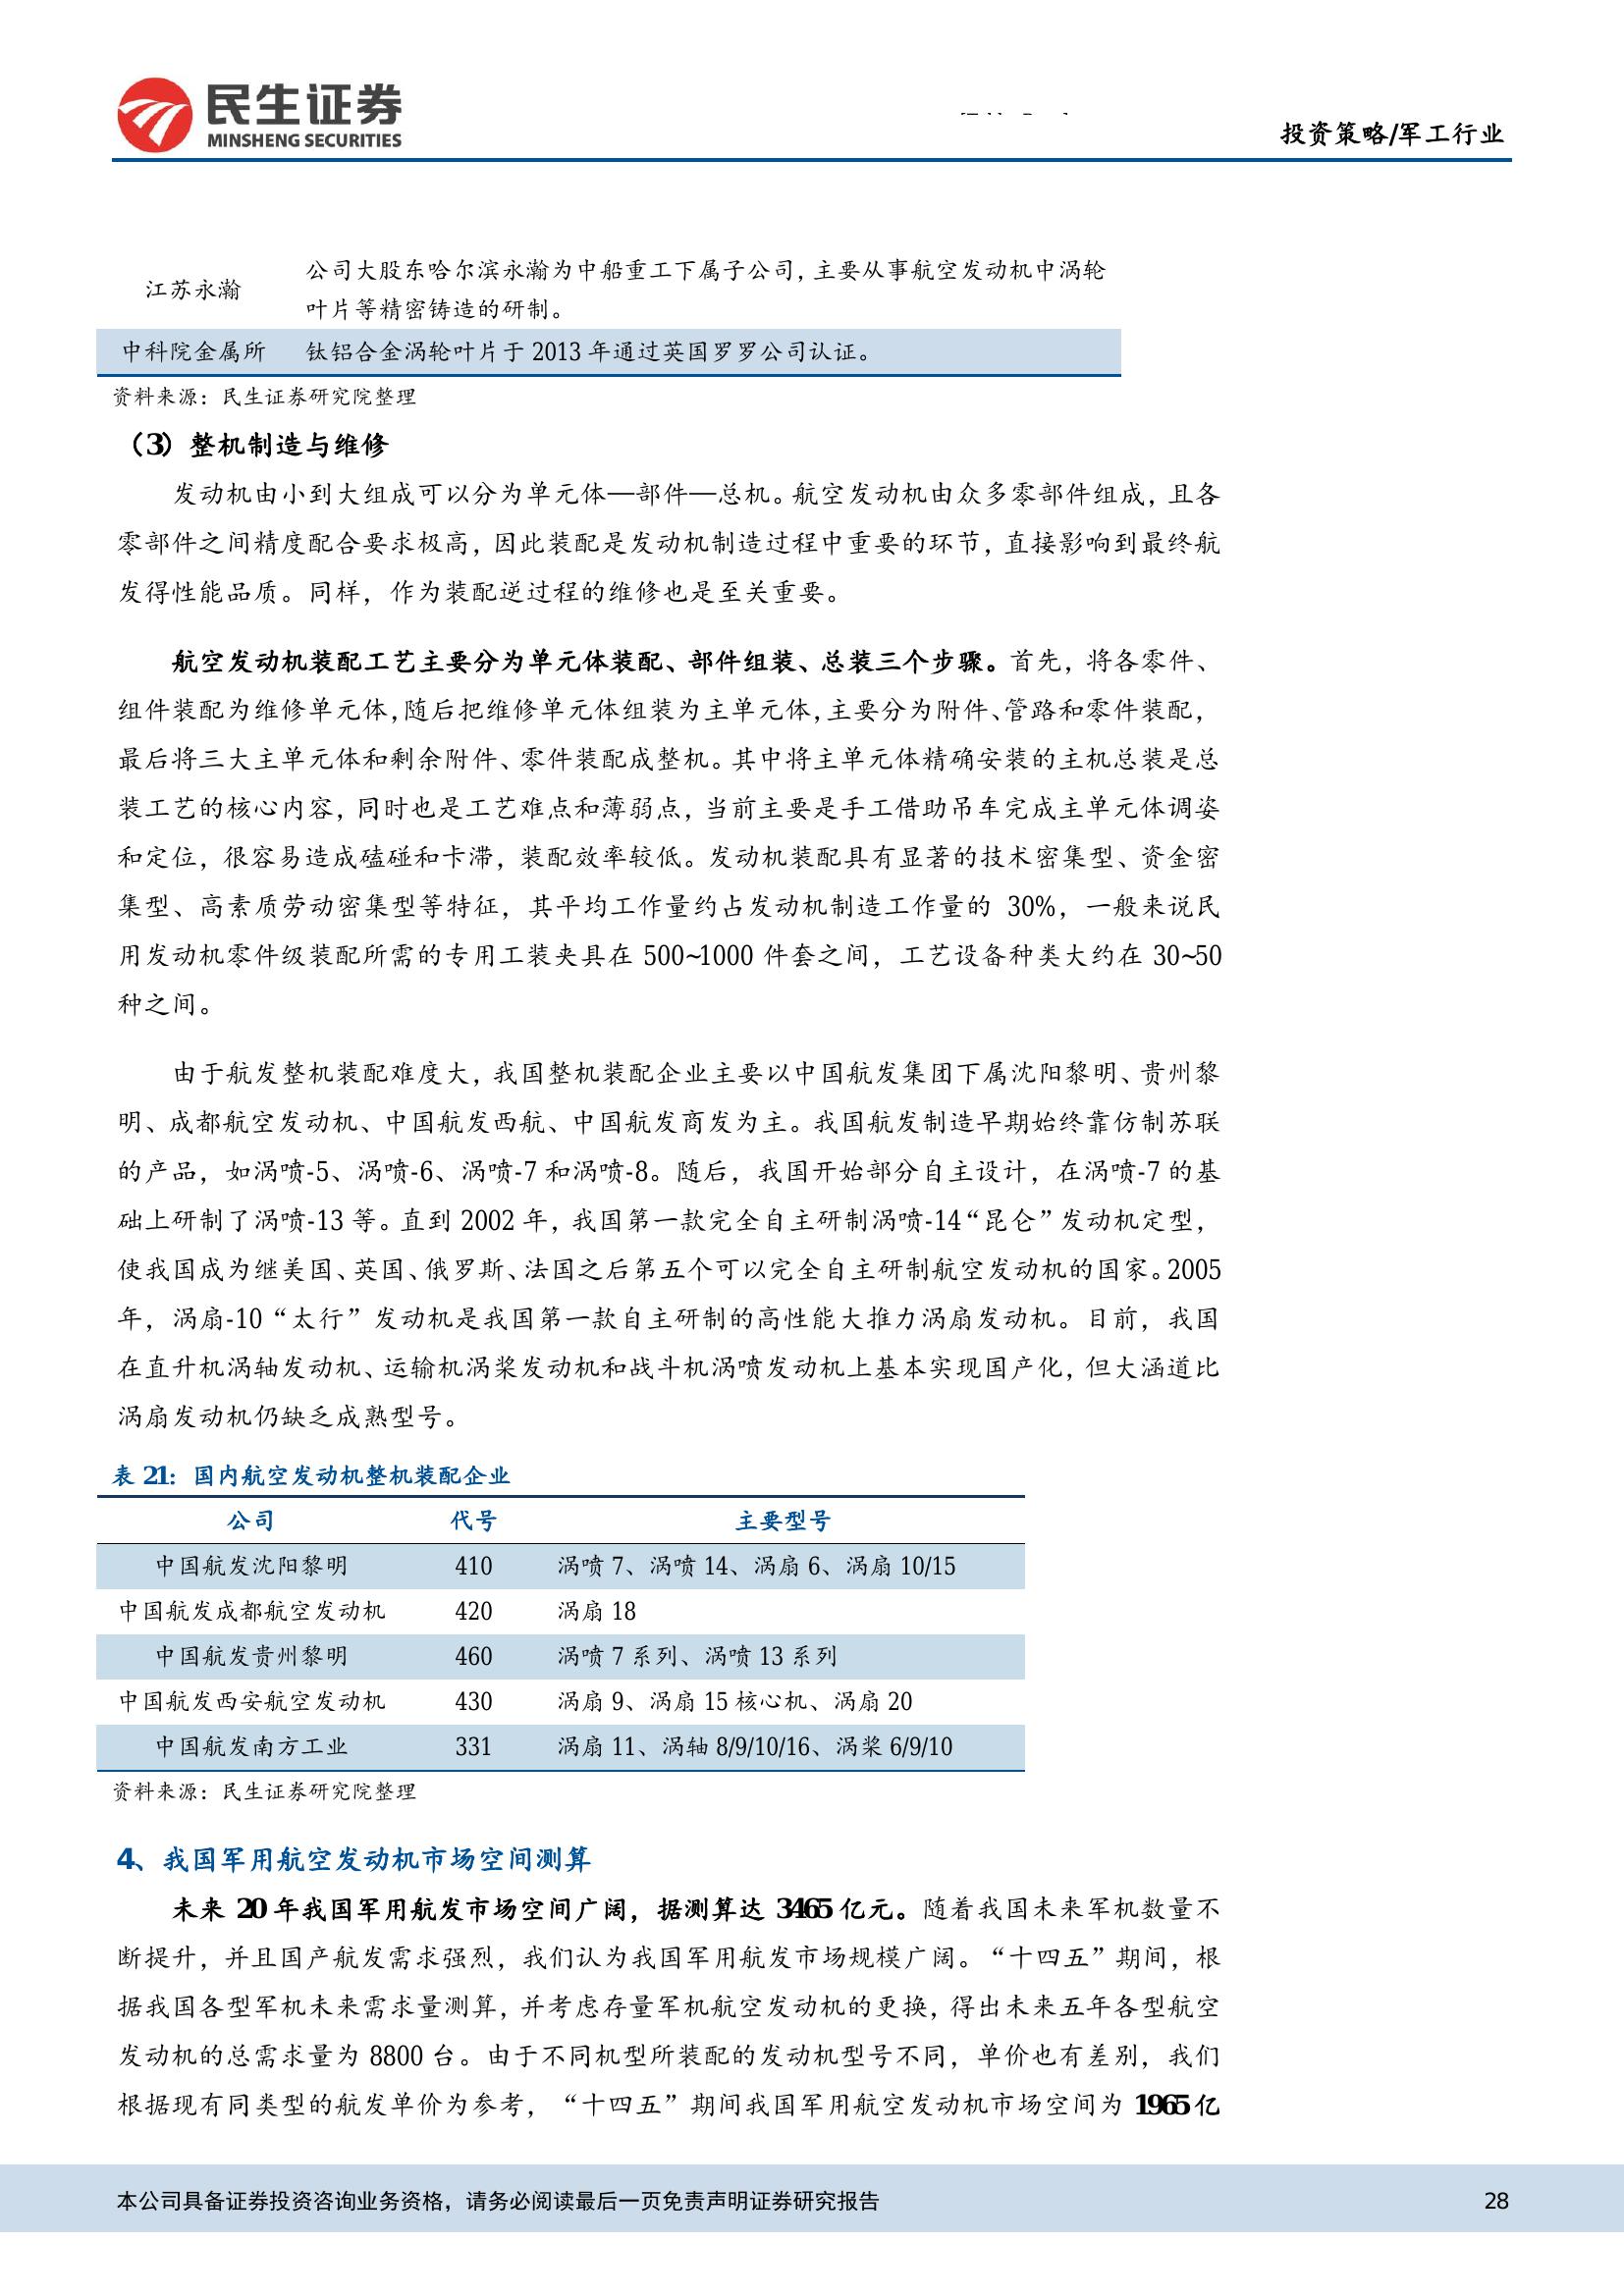 民生证券
MINSHENG SECURITIES
投资策略/军工行业
江苏永瀚 公司大股东哈尔滨永瀚为中船重工下属子公司，主要从事航空发动机中涡轮
叶片等精密铸造的研制。
中科院金属所 钛铝合金涡轮叶片于 2013 年通过英国罗罗公司认证。
资料来源：民生证券研究院整理
（3）整机制造与维修
发动机由小到大组成可以分为单元体—部件—总机。航空发动机由众多零部件组成，且各
零部件之间精度配合要求极高，因此装配是发动机制造过程中重要的环节，直接影响到最终航
发得性能品质。同样，作为装配逆过程的维修也是至关重要。
航空发动机装配工艺主要分为单元体装配、部件组装、总装三个步骤。首先，将各零件、
组件装配为维修单元体，随后把维修单元体组装为主单元体，主要分为附件、管路和零件装配，
最后将三大主单元体和剩余附件、零件装配成整机。其中将主单元体精确安装的主机总装是总
装工艺的核心内容，同时也是工艺难点和薄弱点，当前主要是手工借助吊车完成主单元体调姿
和定位，很容易造成磕碰和卡滞，装配效率较低。发动机装配具有显著的技术密集型、资金密
集型、高素质劳动密集型等特征，其平均工作量约占发动机制造工作量的 30%，一般来说民
用发动机零件级装配所需的专用工装夹具在 500~1000 件套之间，工艺设备种类大约在 30~50
种之间。
由于航发整机装配难度大，我国整机装配企业主要以中国航发集团下属沈阳黎明、贵州黎
明、成都航空发动机、中国航发西航、中国航发商发为主。我国航发制造早期始终靠仿制苏联
的产品，如涡喷-5、涡喷-6、涡喷-7 和涡喷-8。随后，我国开始部分自主设计，在涡喷-7 的基
础上研制了涡喷-13 等。直到 2002 年，我国第一款完全自主研制涡喷-14“昆仑”发动机定型，
使我国成为继美国、英国、俄罗斯、法国之后第五个可以完全自主研制航空发动机的国家。2005
年，涡扇-10“太行”发动机是我国第一款自主研制的高性能大推力涡扇发动机。目前，我国
在直升机涡轴发动机、运输机涡桨发动机和战斗机涡喷发动机上基本实现国产化，但大涵道比
涡扇发动机仍缺乏成熟型号。
表 21：国内航空发动机整机装配企业
公司 代号 主要型号
中国航发沈阳黎明 410 涡喷 7、涡喷 14、涡扇 6、涡扇 10/15
中国航发成都航空发动机 420 涡扇 18
中国航发贵州黎明 460 涡喷 7 系列、涡喷 13 系列
中国航发西安航空发动机 430 涡扇 9、涡扇 15 核心机、涡扇 20
中国航发南方工业 331 涡扇 11、涡轴 8/9/10/16、涡桨 6/9/10
资料来源：民生证券研究院整理
4、我国军用航空发动机市场空间测算
未来 20 年我国军用航发市场空间广阔，据测算达 3465 亿元。随着我国未来军机数量不
断提升，并且国产航发需求强烈，我们认为我国军用航发市场规模广阔。“十四五”期间，根
据我国各型军机未来需求量测算，并考虑存量军机航空发动机的更换，得出未来五年各型航空
发动机的总需求量为 8800 台。由于不同机型所装配的发动机型号不同，单价也有差别，我们
根据现有同类型的航发单价为参考，“十四五”期间我国军用航空发动机市场空间为 1965 亿
本公司具备证券投资咨询业务资格，请务必阅读最后一页免责声明证券研究报告 28